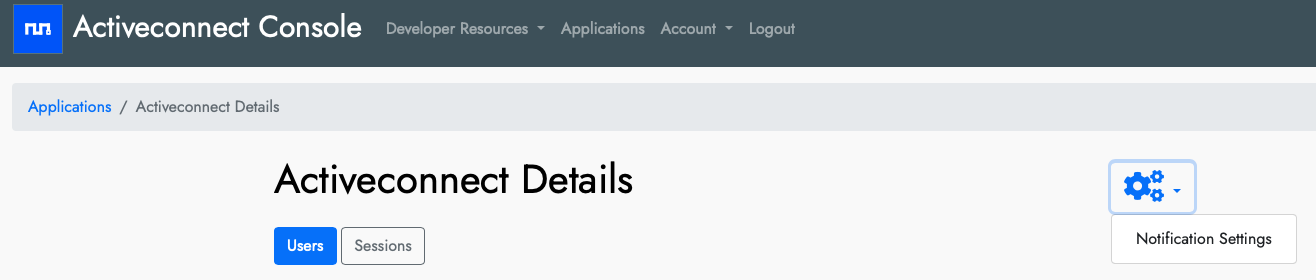 Activeconnect Console Developer Resources Applications Account Logout
Applications / Activeconnect Details
Activeconnect Details
Users Sessions
Notification Settings